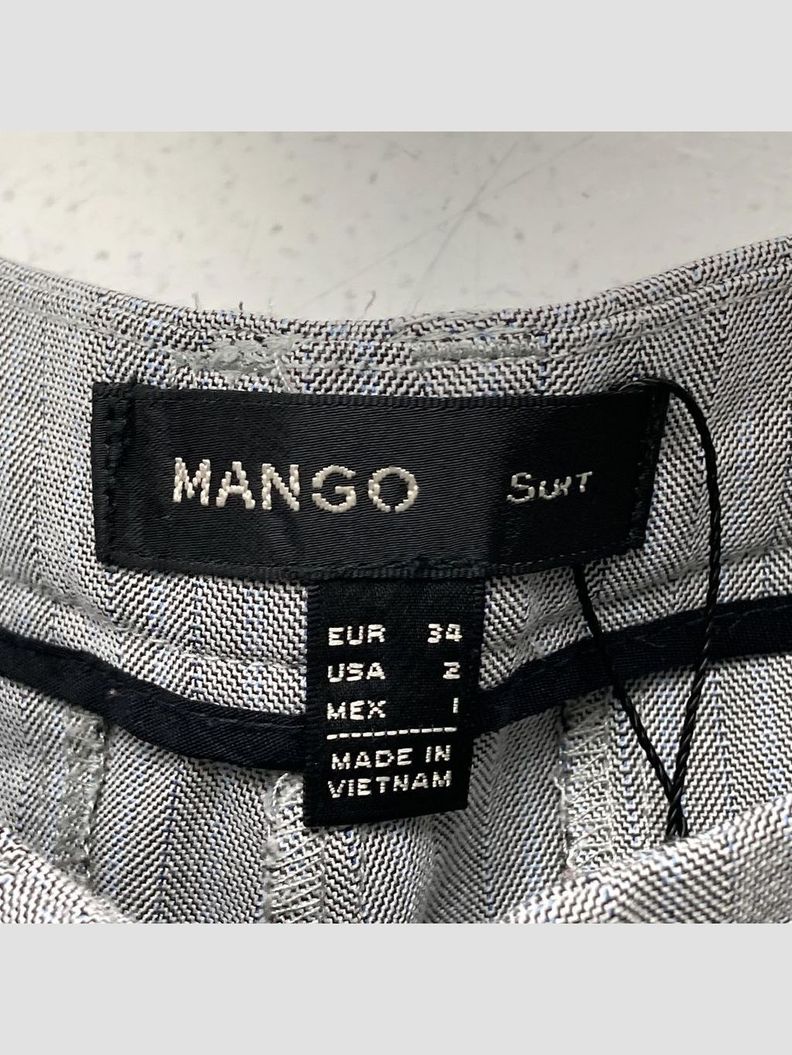 MANGO Suit
EUR 34
USA 2
MEX 1
MADE IN
VIETNAM